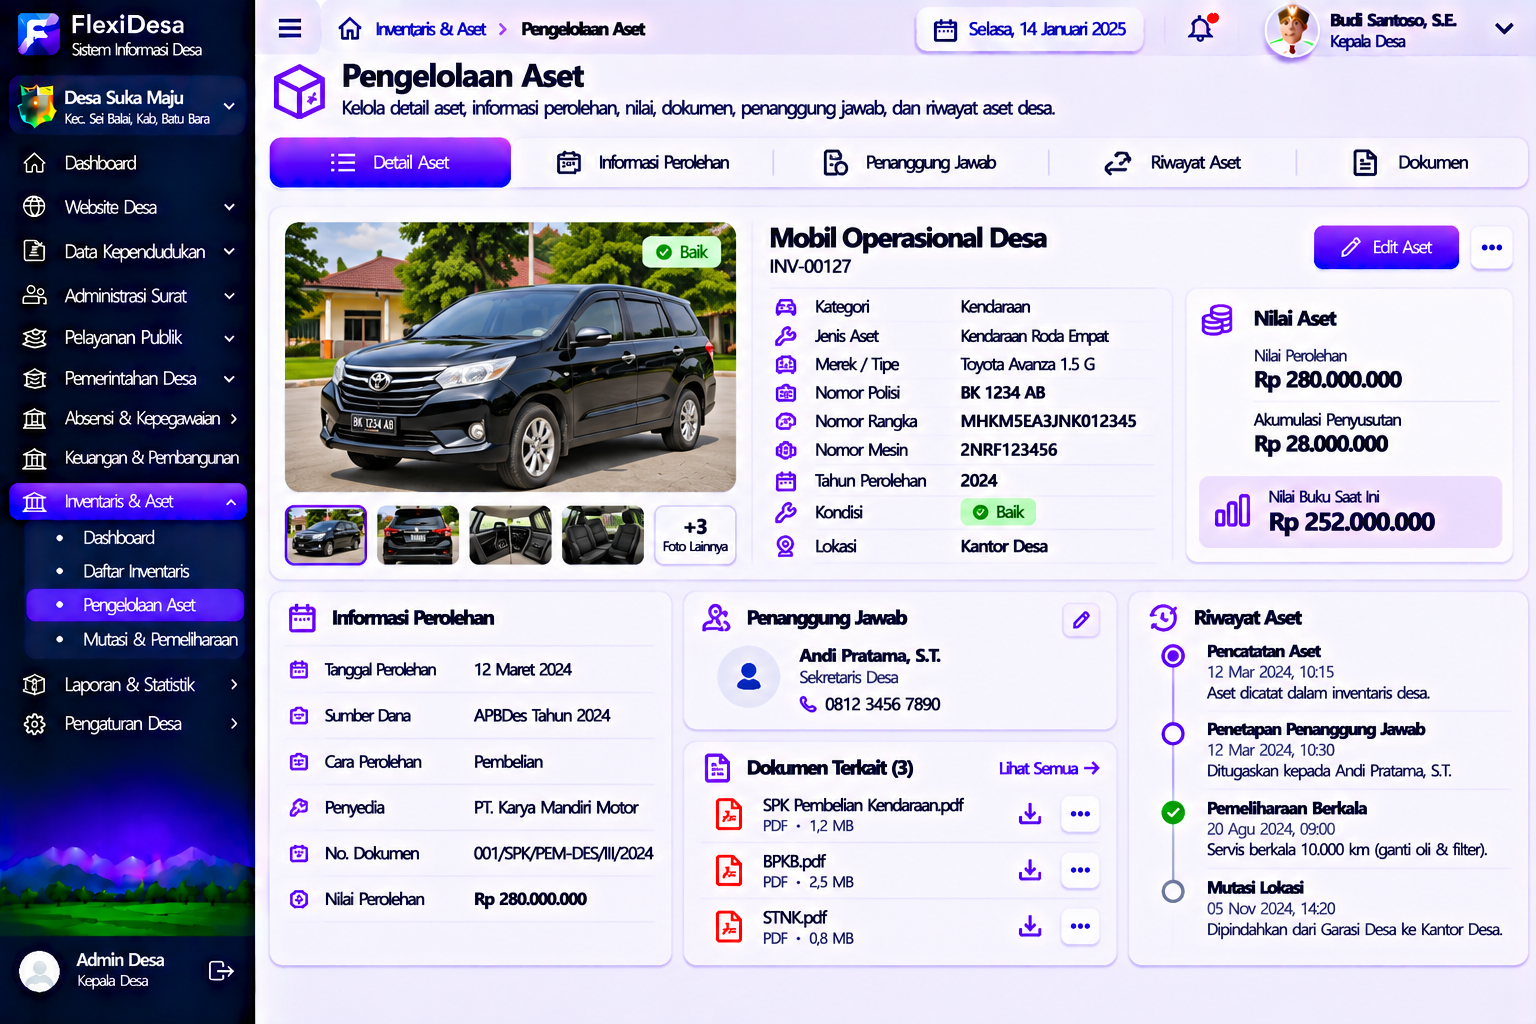 FlexiDesa
Sistem Informasi Desa
Desa Suka Maju
Kec. Sei Balai, Kab, Batu Bara
Dashboard
Website Desa
Data Kependudukan
Administrasi Surat
Pelayanan Publik
Pemerintahan Desa
Absensi & Kepegawaian
Keuangan & Pembangunan
Inventaris & Aset
Dashboard
Daftar Inventaris
Pengelolaan Aset
Mutasi & Pemeliharaan
Laporan & Statistik
Pengaturan Desa
Admin Desa
Kepala Desa
Inventaris & Aset > Pengelolaan Aset
Selasa, 14 Januari 2025
Budi Santoso, S.E.
Kepala Desa
Pengelolaan Aset
Kelola detail aset, informasi perolehan, nilai, dokumen, penanggung jawab, dan riwayat aset desa.
Detail Aset
Informasi Perolehan
Penanggung Jawab
Riwayat Aset
Dokumen
Baik
BK 1234 AB
+3
Foto Lainnya
Mobil Operasional Desa
INV-00127
Edit Aset
Kategori Kendaraan
Jenis Aset Kendaraan Roda Empat
Merek / Tipe Toyota Avanza 1.5 G
Nomor Polisi BK 1234 AB
Nomor Rangka MHKM5EA3JNK012345
Nomor Mesin 2NRF123456
Tahun Perolehan 2024
Kondisi Baik
Lokasi Kantor Desa
Nilai Aset
Nilai Perolehan
Rp 280.000.000
Akumulasi Penyusutan
Rp 28.000.000
Nilai Buku Saat Ini
Rp 252.000.000
Informasi Perolehan
Tanggal Perolehan 12 Maret 2024
Sumber Dana APBDes Tahun 2024
Cara Perolehan Pembelian
Penyedia PT. Karya Mandiri Motor
No. Dokumen 001/SPK/PEM-DES/III/2024
Nilai Perolehan Rp 280.000.000
Penanggung Jawab
Andi Pratama, S.T.
Sekretaris Desa
0812 3456 7890
Dokumen Terkait (3)
Lihat Semua →
SPK Pembelian Kendaraan.pdf
PDF • 1,2 MB
BPKB.pdf
PDF • 2,5 MB
STNK.pdf
PDF • 0,8 MB
Riwayat Aset
Pencatatan Aset
12 Mar 2024, 10:15
Aset dicatat dalam inventaris desa.
Penetapan Penanggung Jawab
12 Mar 2024, 10:30
Ditugaskan kepada Andi Pratama, S.T.
Pemeliharaan Berkala
20 Agu 2024, 09:00
Servis berkala 10.000 km (ganti oli & filter).
Mutasi Lokasi
05 Nov 2024, 14:20
Dipindahkan dari Garasi Desa ke Kantor Desa.